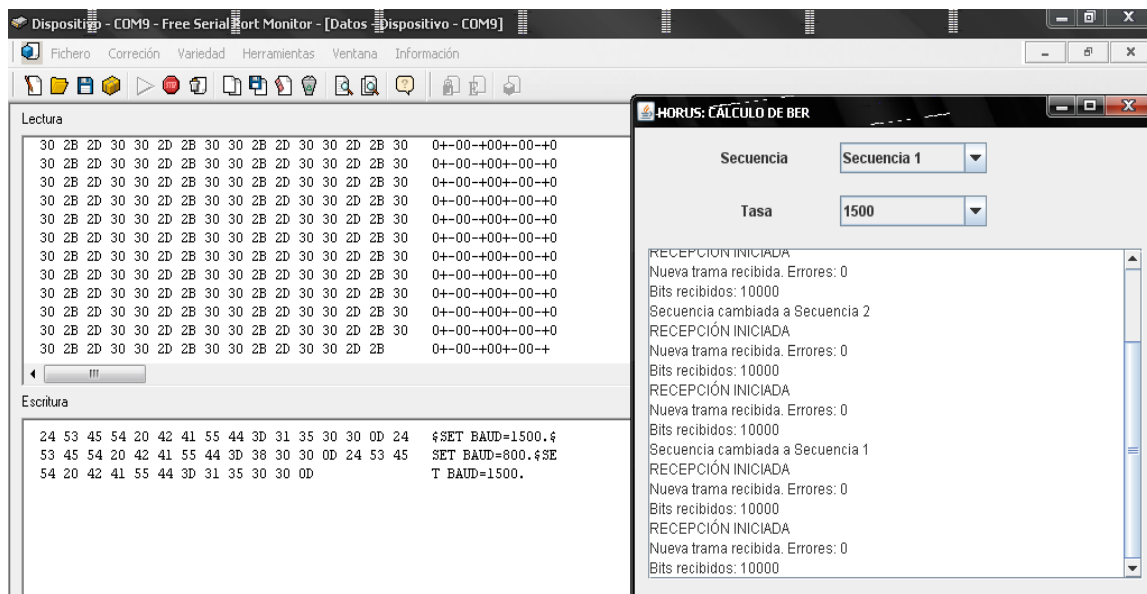 Dispositivo - COM9 - Free Serial Port Monitor - [Datos - Dispositivo - COM9]
Fichero Correción Variedad Herramientas Ventana Información
Lectura
30 2B 2D 30 30 2D 2B 30 30 2B 2D 30 30 2D 2B 30 0+-00-+00+-00-+0
30 2B 2D 30 30 2D 2B 30 30 2B 2D 30 30 2D 2B 30 0+-00-+00+-00-+0
30 2B 2D 30 30 2D 2B 30 30 2B 2D 30 30 2D 2B 30 0+-00-+00+-00-+0
30 2B 2D 30 30 2D 2B 30 30 2B 2D 30 30 2D 2B 30 0+-00-+00+-00-+0
30 2B 2D 30 30 2D 2B 30 30 2B 2D 30 30 2D 2B 30 0+-00-+00+-00-+0
30 2B 2D 30 30 2D 2B 30 30 2B 2D 30 30 2D 2B 30 0+-00-+00+-00-+0
30 2B 2D 30 30 2D 2B 30 30 2B 2D 30 30 2D 2B 30 0+-00-+00+-00-+0
30 2B 2D 30 30 2D 2B 30 30 2B 2D 30 30 2D 2B 30 0+-00-+00+-00-+0
30 2B 2D 30 30 2D 2B 30 30 2B 2D 30 30 2D 2B 30 0+-00-+00+-00-+0
30 2B 2D 30 30 2D 2B 30 30 2B 2D 30 30 2D 2B 30 0+-00-+00+-00-+0
30 2B 2D 30 30 2D 2B 30 30 2B 2D 30 30 2D 2B 30 0+-00-+00+-00-+0
30 2B 2D 30 30 2D 2B 30 30 2B 2D 30 30 2D 2B 0+-00-+00+-00-+
Escritura
24 53 45 54 20 42 41 55 44 3D 31 35 30 30 0D 24 $SET BAUD=1500.$
53 45 54 20 42 41 55 44 3D 38 30 30 0D 24 53 45 SET BAUD=800.$SE
54 20 42 41 55 44 3D 31 35 30 30 0D T BAUD=1500.
HORUS: CÁLCULO DE BER
Secuencia Secuencia 1
Tasa 1500
RECEPCIÓN INICIADA
Nueva trama recibida. Errores: 0
Bits recibidos: 10000
Secuencia cambiada a Secuencia 2
RECEPCIÓN INICIADA
Nueva trama recibida. Errores: 0
Bits recibidos: 10000
RECEPCIÓN INICIADA
Nueva trama recibida. Errores: 0
Bits recibidos: 10000
Secuencia cambiada a Secuencia 1
RECEPCIÓN INICIADA
Nueva trama recibida. Errores: 0
Bits recibidos: 10000
RECEPCIÓN INICIADA
Nueva trama recibida. Errores: 0
Bits recibidos: 10000